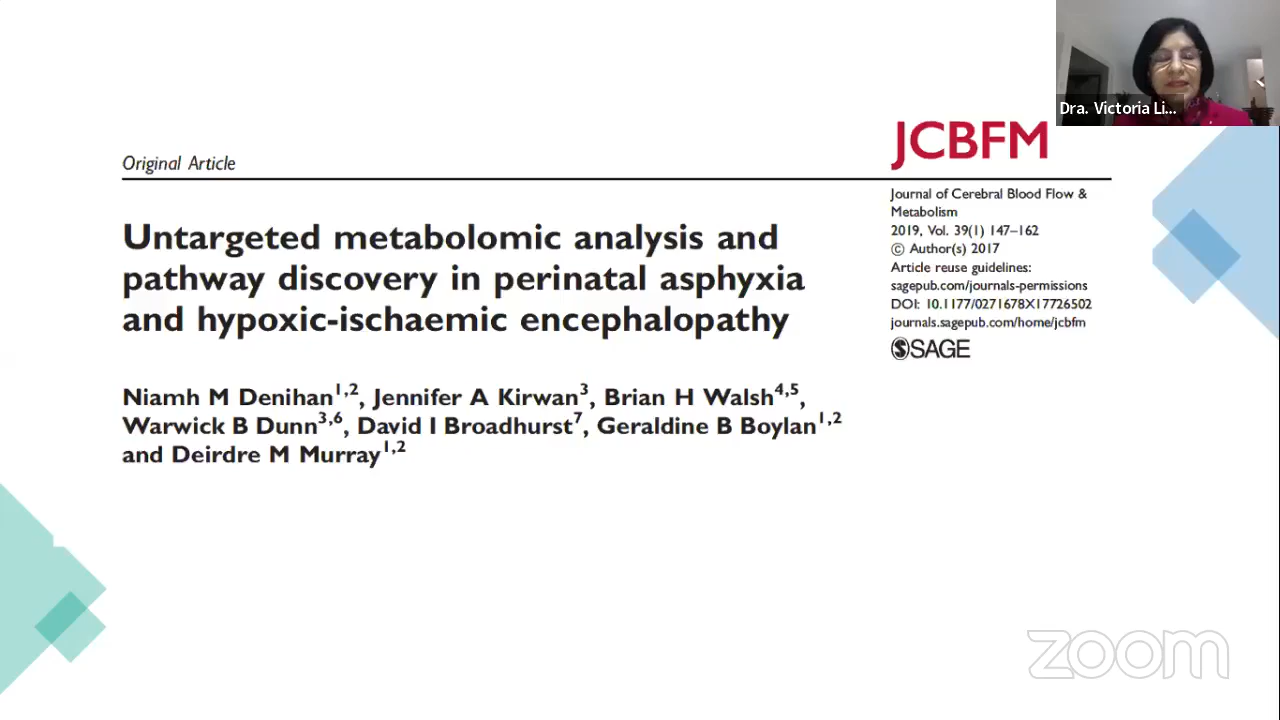 Dra. Victoria Li...
JCBFM
Original Article
Journal of Cerebral Blood Flow &
Metabolism
2019, Vol. 39(1) 147–162
© Author(s) 2017
Article reuse guidelines:
sagepub.com/journals-permissions
DOI: 10.1177/0271678X17726502
journals.sagepub.com/home/jcbfm
SAGE
Untargeted metabolomic analysis and
pathway discovery in perinatal asphyxia
and hypoxic-ischaemic encephalopathy
Niamh M Denihan1,2, Jennifer A Kirwan3, Brian H Walsh4,5,
Warwick B Dunn3,6, David I Broadhurst7, Geraldine B Boylan1,2
and Deirdre M Murray1,2
zoom